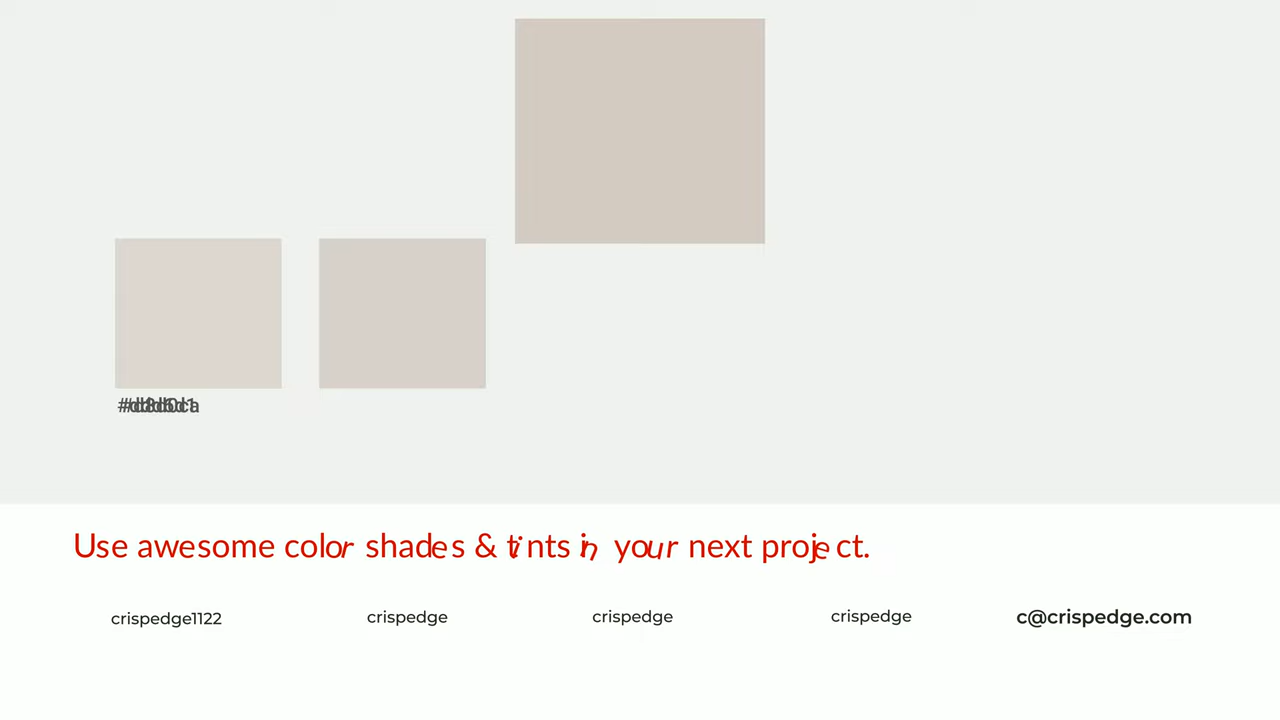 Use awesome color shades & tints in your next project.
crispedge1122 crispedge crispedge crispedge c@crispedge.com